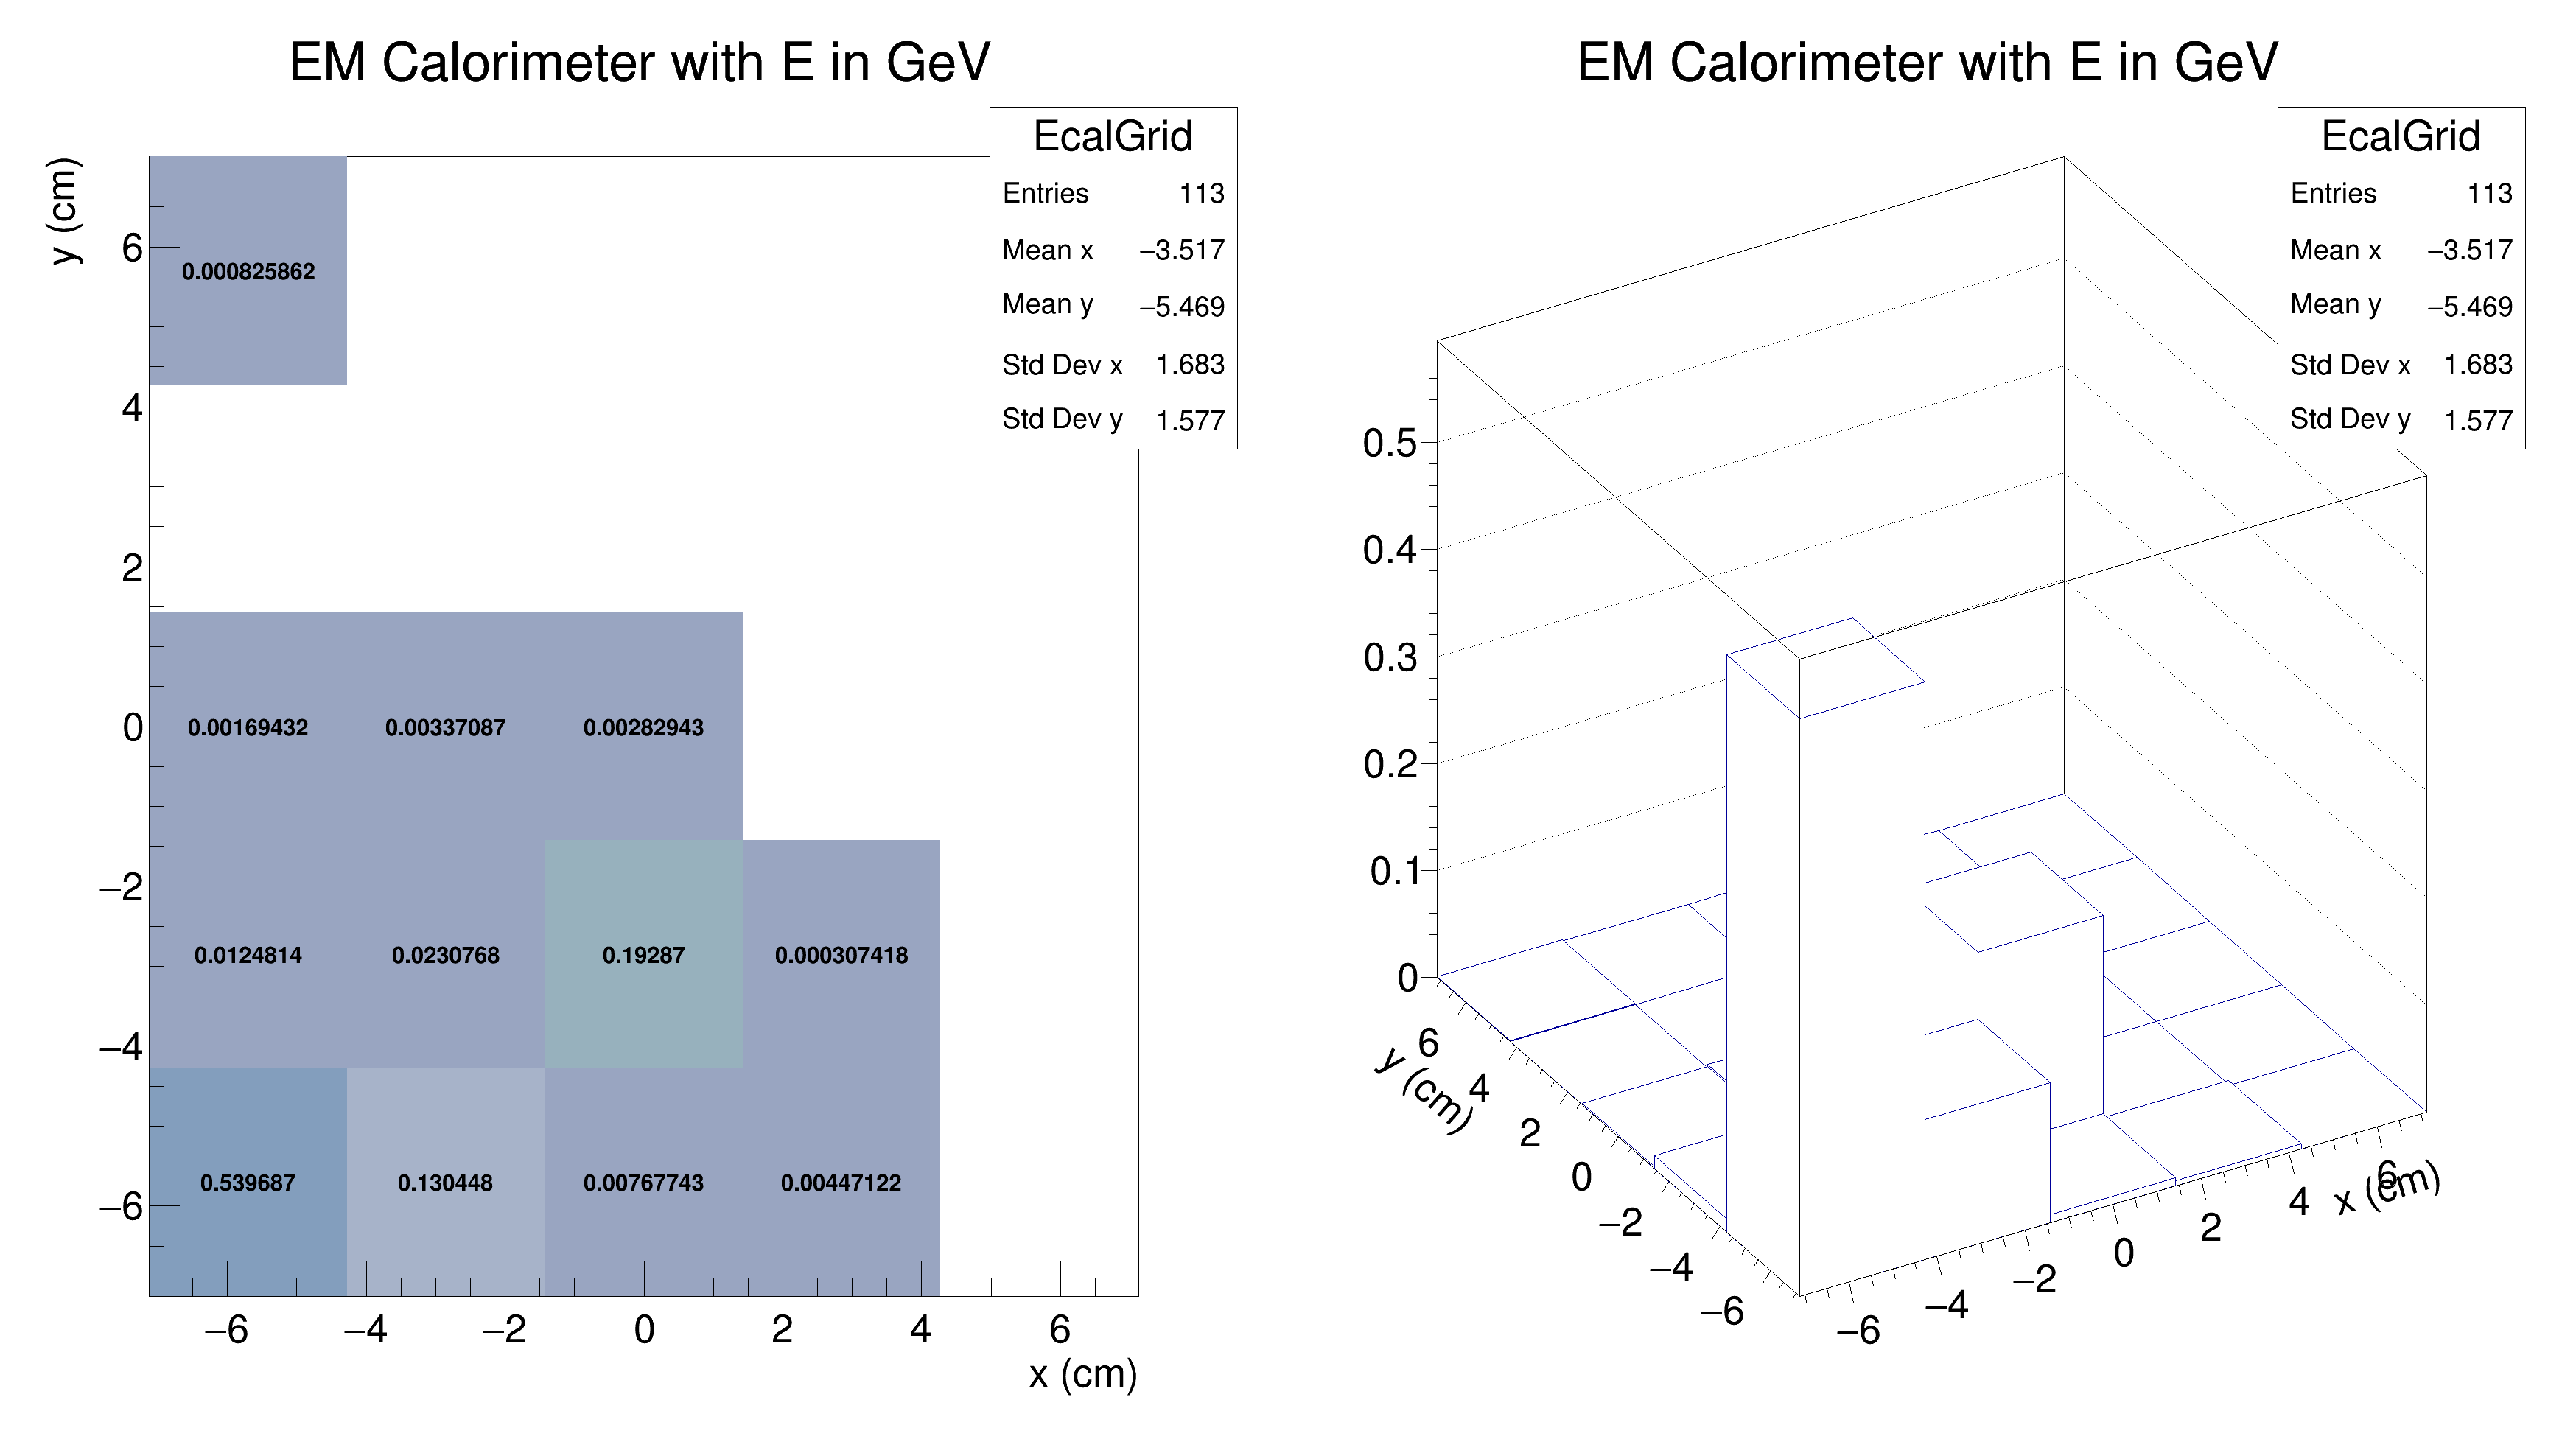 EM Calorimeter with E in GeV
EcalGrid
Entries 113
Mean x −3.517
Mean y −5.469
Std Dev x 1.683
Std Dev y 1.577
y (cm)
6
4
2
0
−2
−4
−6
0.000825862
0.00169432 0.00337087 0.00282943
0.0124814 0.0230768 0.19287 0.000307418
0.539687 0.130448 0.00767743 0.00447122
−6 −4 −2 0 2 4 6
x (cm)
EM Calorimeter with E in GeV
EcalGrid
Entries 113
Mean x −3.517
Mean y −5.469
Std Dev x 1.683
Std Dev y 1.577
0.5
0.4
0.3
0.2
0.1
0
y (cm)
6
4
2
0
−2
−4
−6
−6 −4 −2 0 2 4 6
x (cm)